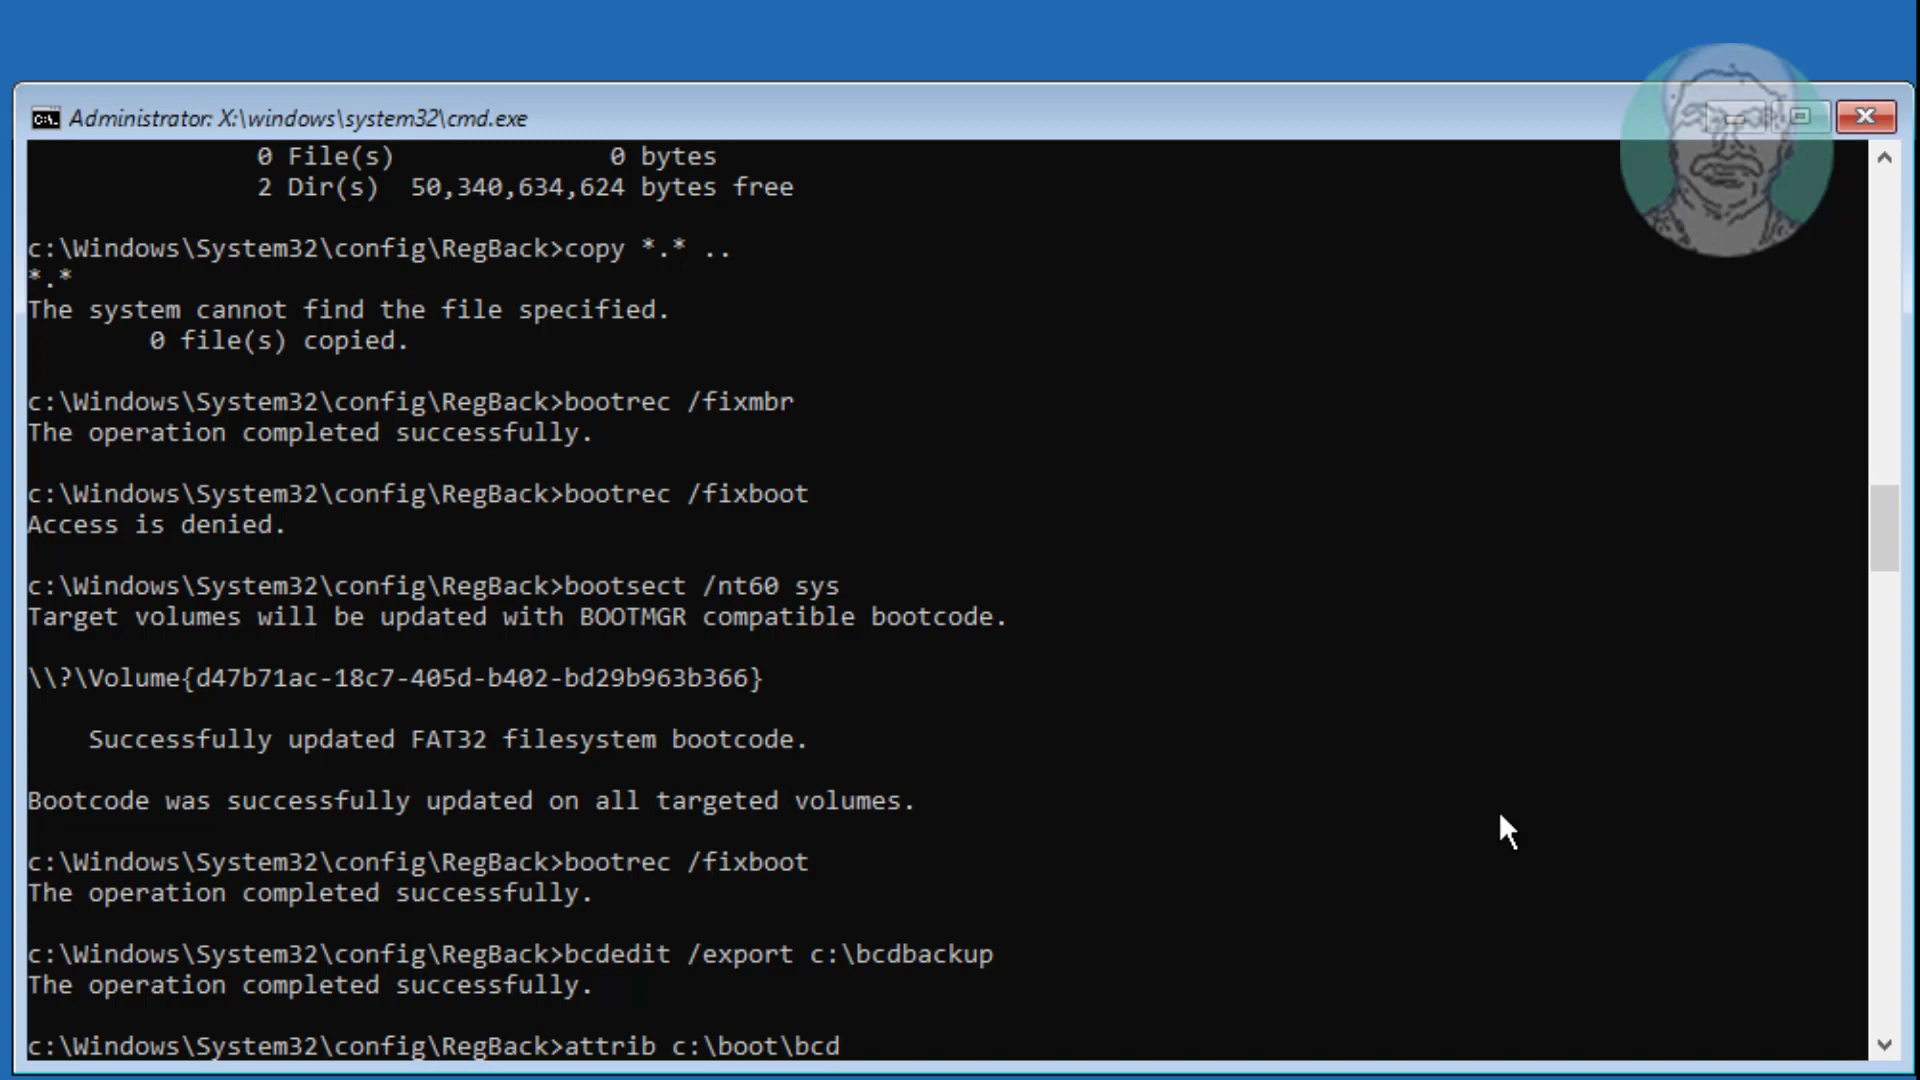 Administrator: X:\windows\system32\cmd.exe
0 File(s) 0 bytes
2 Dir(s) 50,340,634,624 bytes free
c:\Windows\System32\config\RegBack>copy *.* ..
*.*
The system cannot find the file specified.
0 file(s) copied.
c:\Windows\System32\config\RegBack>bootrec /fixmbr
The operation completed successfully.
c:\Windows\System32\config\RegBack>bootrec /fixboot
Access is denied.
c:\Windows\System32\config\RegBack>bootsect /nt60 sys
Target volumes will be updated with BOOTMGR compatible bootcode.
\\?\Volume{d47b71ac-18c7-405d-b402-bd29b963b366}
Successfully updated FAT32 filesystem bootcode.
Bootcode was successfully updated on all targeted volumes.
c:\Windows\System32\config\RegBack>bootrec /fixboot
The operation completed successfully.
c:\Windows\System32\config\RegBack>bcdedit /export c:\bcdbackup
The operation completed successfully.
c:\Windows\System32\config\RegBack>attrib c:\boot\bcd